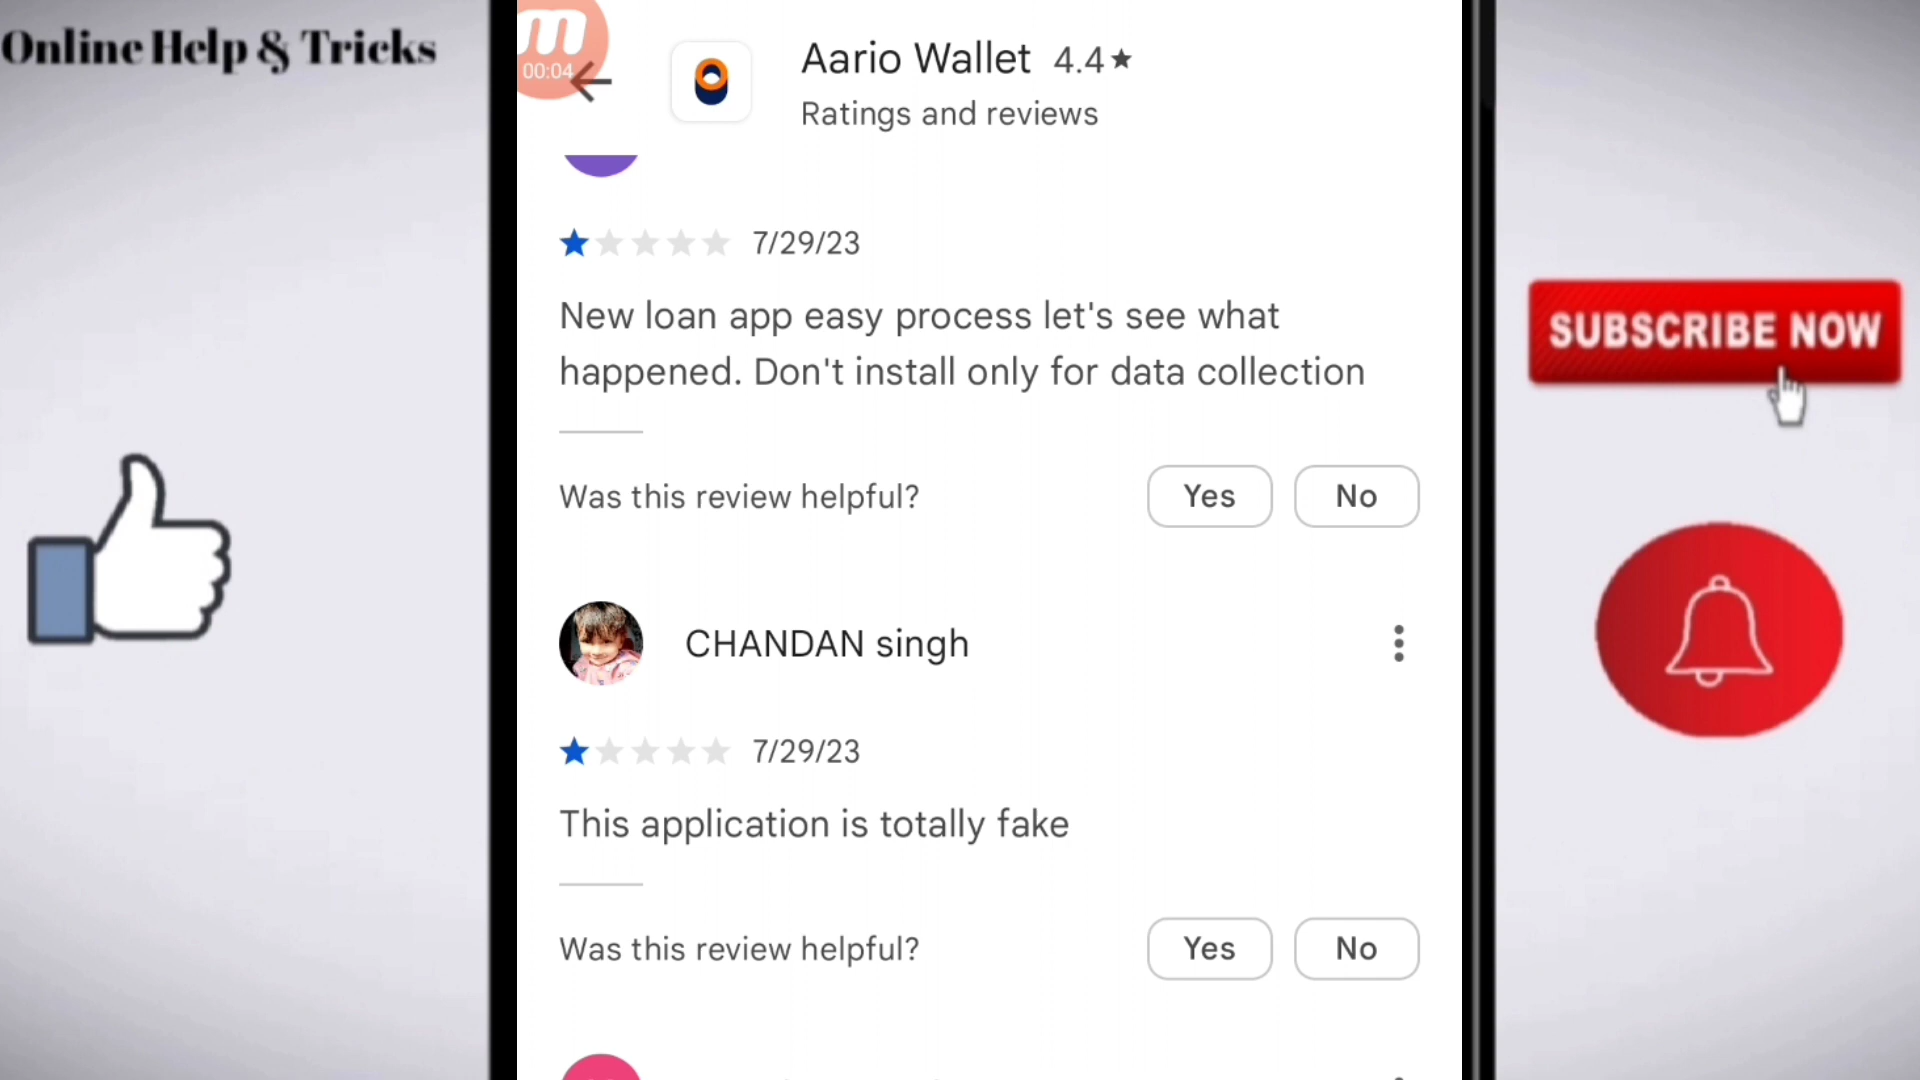 Online Help & Tricks
m
00:04
Aario Wallet 4.4★
Ratings and reviews
7/29/23
New loan app easy process let's see what
happened. Don't install only for data collection
Was this review helpful? Yes No
CHANDAN singh
7/29/23
This application is totally fake
Was this review helpful? Yes No
SUBSCRIBE NOW